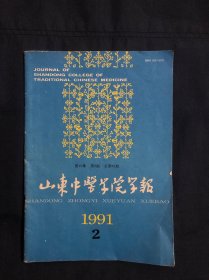 JOURNAL OF
SHANDONG COLLEGE OF
TRADITIONAL CHINESE MEDICINE
山东中医学院学报
SHANDONG ZHONGYI XUEYUAN XUEBAO
1991
2